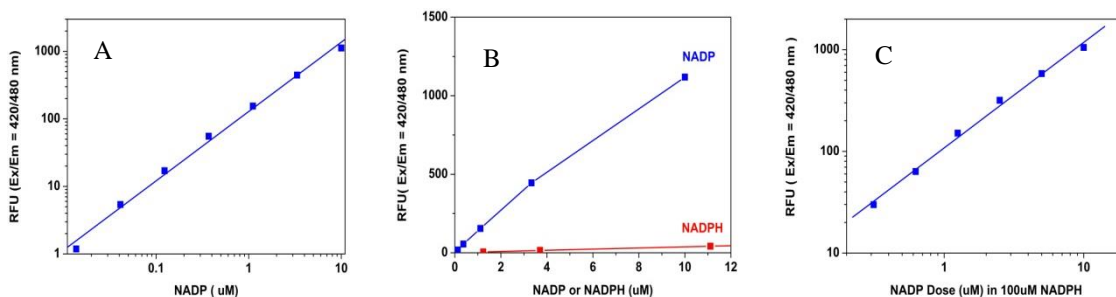 A
RFU (Ex/Em = 420/480 nm)
1000
100
10
1
0.1
1
10
NADP ( uM)
B
RFU( Ex/Em = 420/480 nm)
1500
1000
500
0
NADP
NADPH
0
2
4
6
8
10
12
NADP or NADPH (uM)
C
RFU ( Ex/Em = 420/480 nm)
1000
100
10
1
10
NADP Dose (uM) in 100uM NADPH